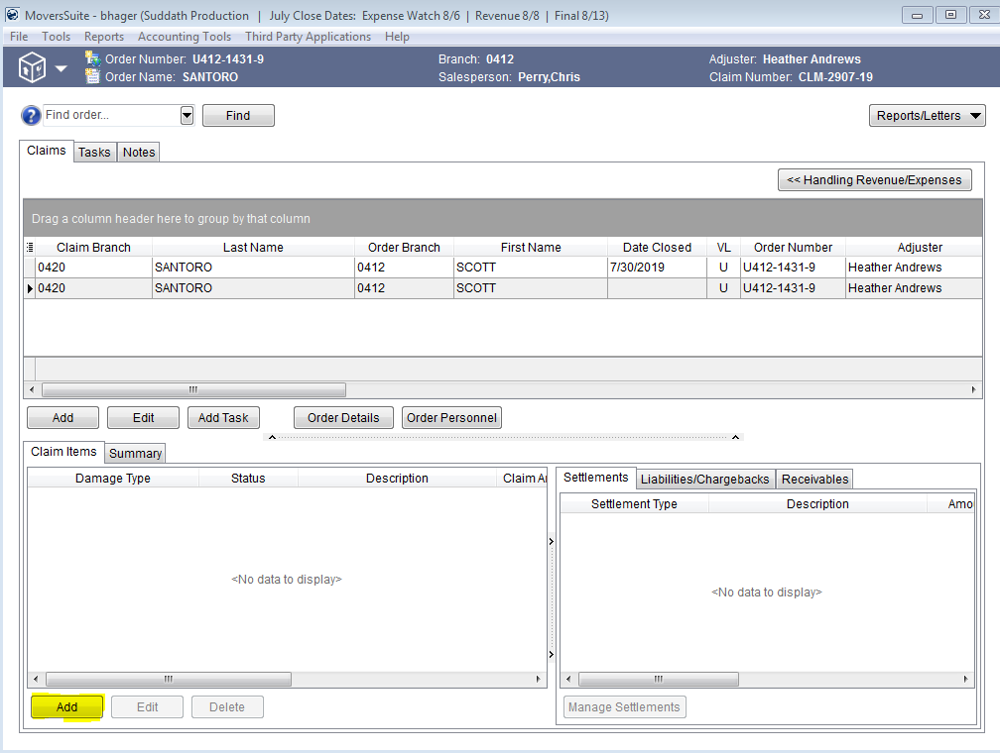 MoversSuite - bhager (Suddath Production | July Close Dates: Expense Watch 8/6 | Revenue 8/8 | Final 8/13)
File Tools Reports Accounting Tools Third Party Applications Help
Order Number: U412-1431-9 Branch: 0412 Adjuster: Heather Andrews
Order Name: SANTORO Salesperson: Perry,Chris Claim Number: CLM-2907-19
? Find order... Find Reports/Letters
Claims Tasks Notes
<< Handling Revenue/Expenses
Drag a column header here to group by that column
Claim Branch Last Name Order Branch First Name Date Closed VL Order Number Adjuster
0420 SANTORO 0412 SCOTT 7/30/2019 U U412-1431-9 Heather Andrews
0420 SANTORO 0412 SCOTT U U412-1431-9 Heather Andrews
Add Edit Add Task Order Details Order Personnel
Claim Items Summary
Damage Type Status Description Claim A
Settlements Liabilities/Chargebacks Receivables
Settlement Type Description Amo
<No data to display>
<No data to display>
Add Edit Delete
Manage Settlements